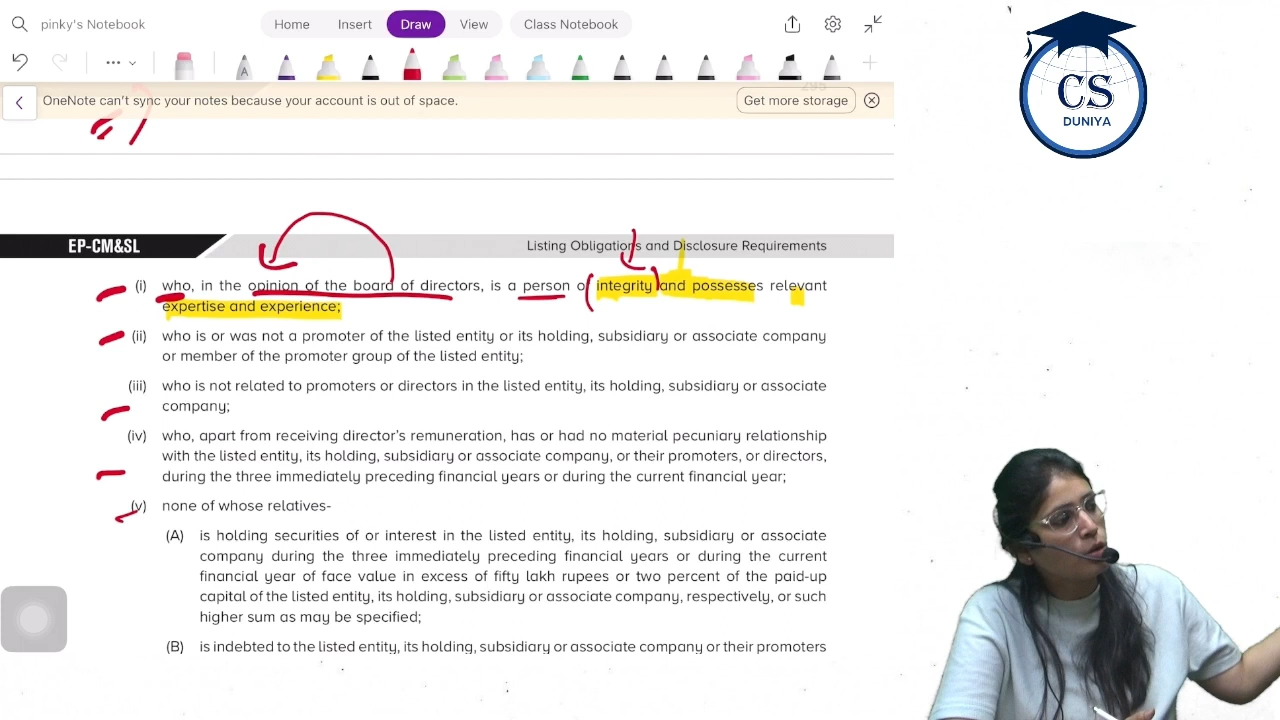 pinky's Notebook
Home Insert Draw View Class Notebook
A
OneNote can't sync your notes because your account is out of space.
Get more storage
295
CS
DUNIYA
EP-CM&SL
Listing Obligations and Disclosure Requirements
(i) who, in the opinion of the board of directors, is a person of integrity and possesses relevant
expertise and experience;
(ii) who is or was not a promoter of the listed entity or its holding, subsidiary or associate company
or member of the promoter group of the listed entity;
(iii) who is not related to promoters or directors in the listed entity, its holding, subsidiary or associate
company;
(iv) who, apart from receiving director's remuneration, has or had no material pecuniary relationship
with the listed entity, its holding, subsidiary or associate company, or their promoters, or directors,
during the three immediately preceding financial years or during the current financial year;
(v) none of whose relatives-
(A) is holding securities of or interest in the listed entity, its holding, subsidiary or associate
company during the three immediately preceding financial years or during the current
financial year of face value in excess of fifty lakh rupees or two percent of the paid-up
capital of the listed entity, its holding, subsidiary or associate company, respectively, or such
higher sum as may be specified;
(B) is indebted to the listed entity, its holding, subsidiary or associate company or their promoters